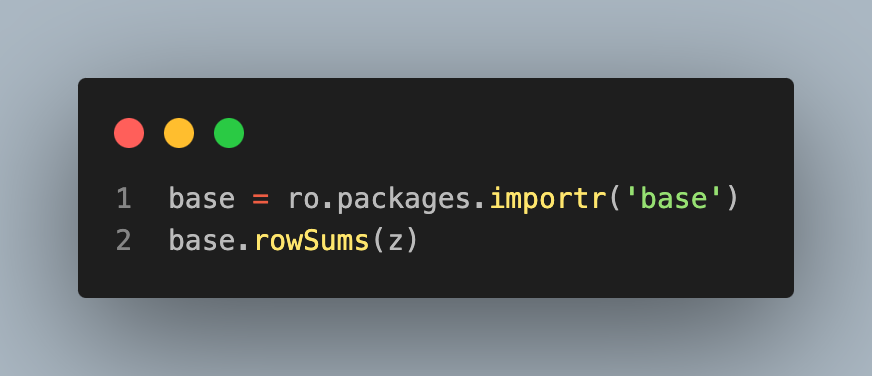 1 base = ro.packages.importr('base')
2 base.rowSums(z)